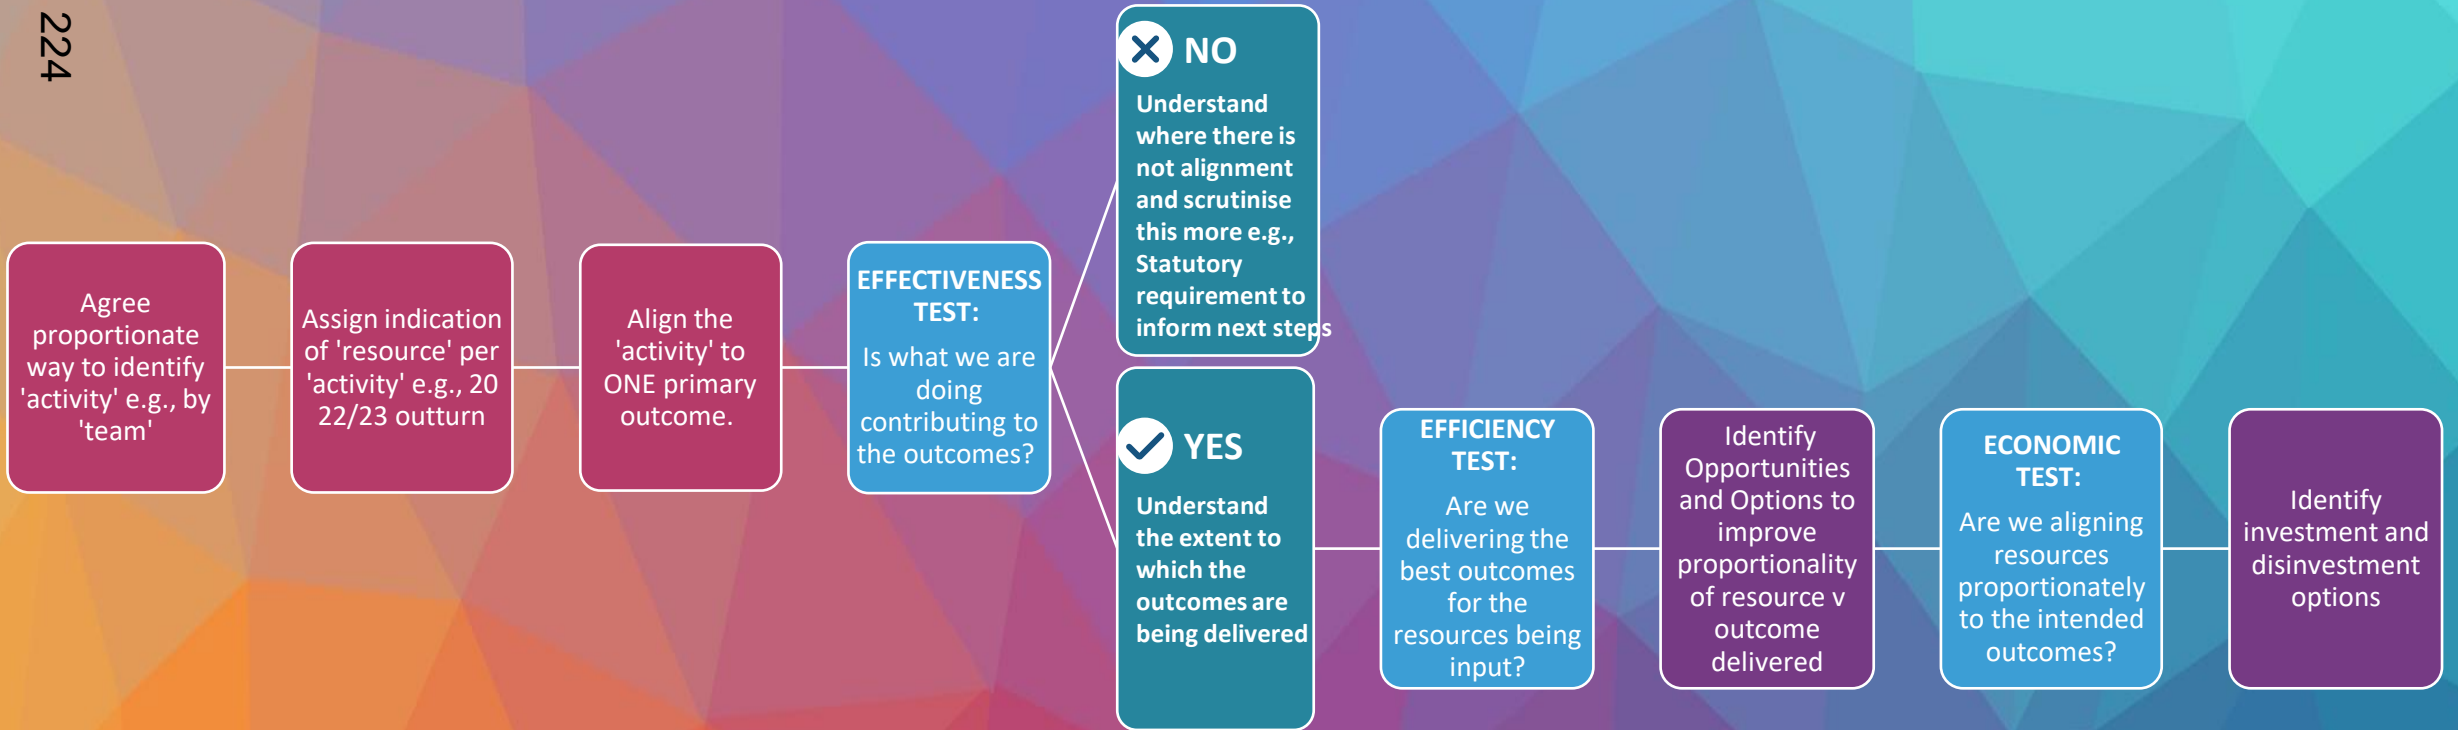 224
Agree
proportionate
way to identify
'activity' e.g., by
'team'
Assign indication
of 'resource' per
'activity' e.g., 20
22/23 outturn
Align the
'activity' to
ONE primary
outcome.
EFFECTIVENESS
TEST:
Is what we are
doing
contributing to
the outcomes?
NO
Understand
where there is
not alignment
and scrutinise
this more e.g.,
Statutory
requirement to
inform next steps
YES
Understand
the extent to
which the
outcomes are
being delivered
EFFICIENCY
TEST:
Are we
delivering the
best outcomes
for the
resources being
input?
Identify
Opportunities
and Options to
improve
proportionality
of resource v
outcome
delivered
ECONOMIC
TEST:
Are we aligning
resources
proportionately
to the intended
outcomes?
Identify
investment and
disinvestment
options